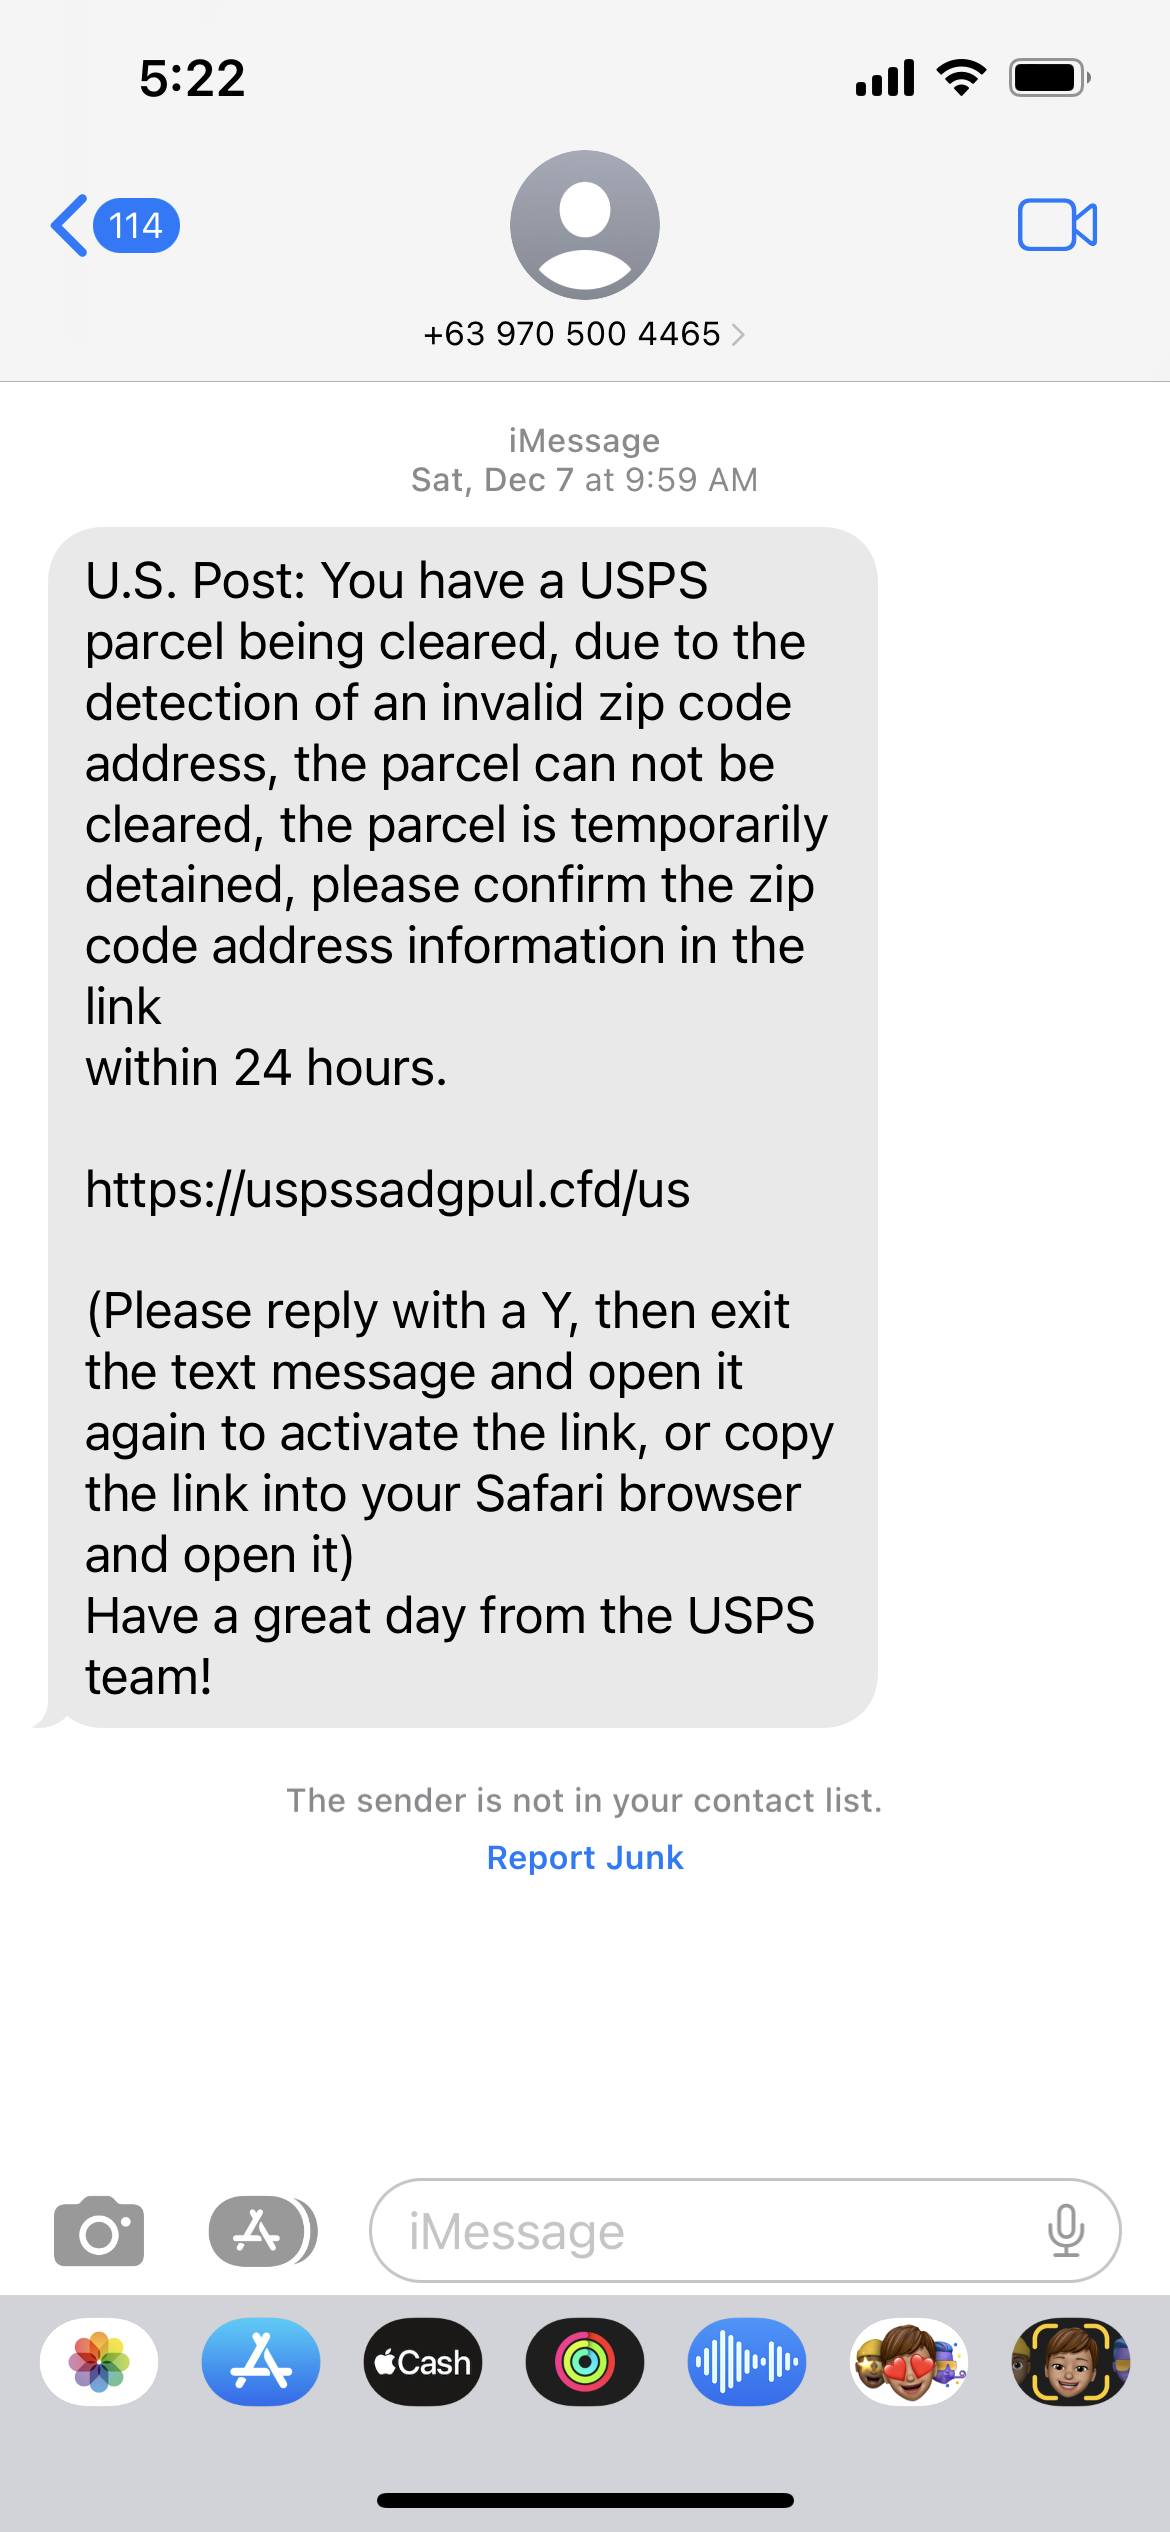 5:22
114
+63 970 500 4465
iMessage
Sat, Dec 7 at 9:59 AM
U.S. Post: You have a USPS
parcel being cleared, due to the
detection of an invalid zip code
address, the parcel can not be
cleared, the parcel is temporarily
detained, please confirm the zip
code address information in the
link
within 24 hours.
https://uspssadgpul.cfd/us
(Please reply with a Y, then exit
the text message and open it
again to activate the link, or copy
the link into your Safari browser
and open it)
Have a great day from the USPS
team!
The sender is not in your contact list.
Report Junk
iMessage
Cash